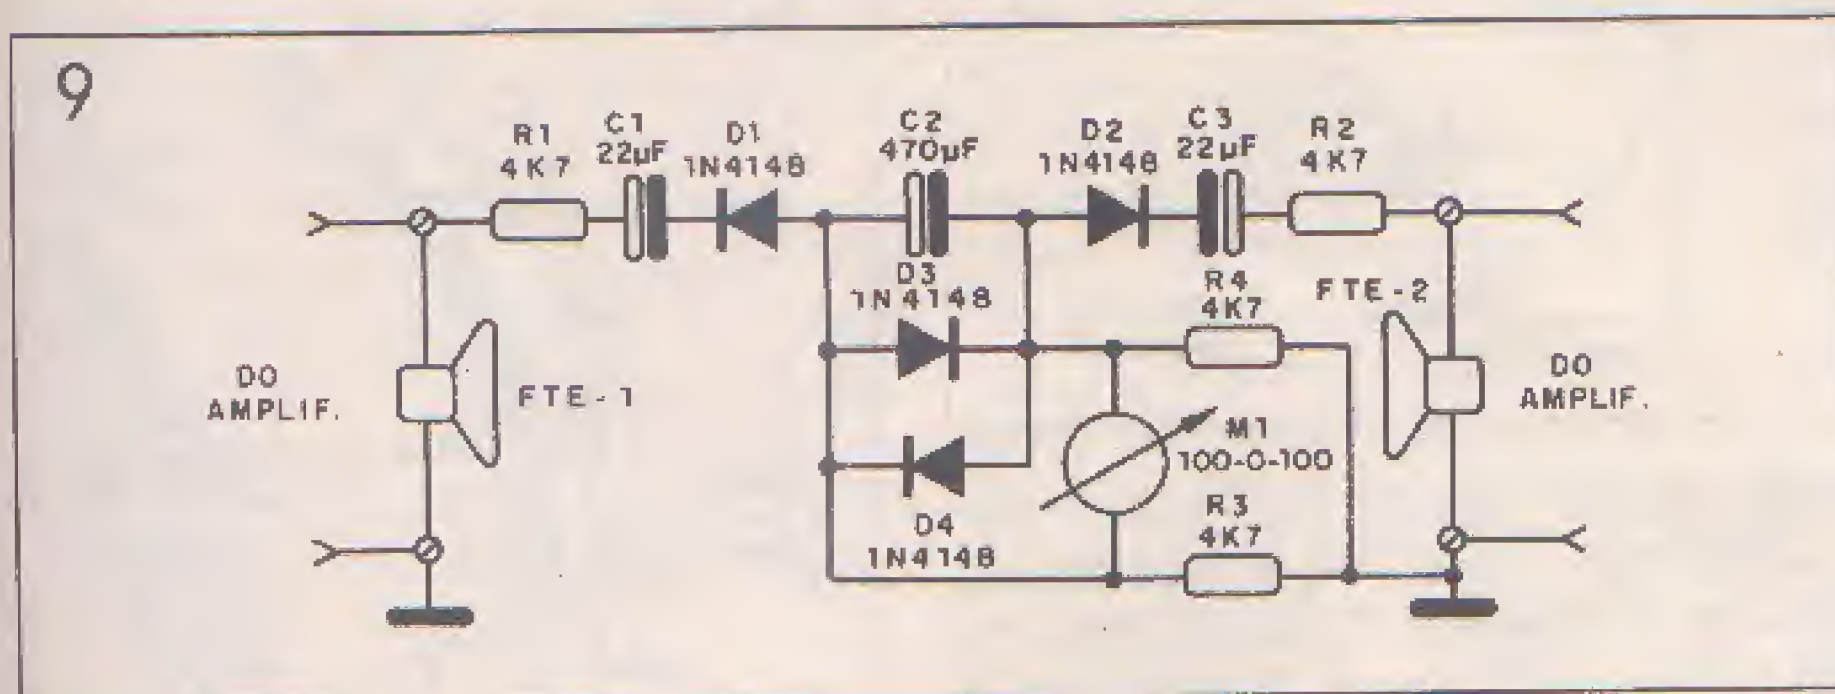 9
R1
4K7
C1
22µF
D1
1N4148
C2
470µF
D2
1N4148
C3
22µF
R2
4K7
D3
1N4148
R4
4K7
FTE-2
DO
AMPLIF.
FTE-1
DO
AMPLIF.
M1
100-0-100
R3
4K7
D4
1N4148